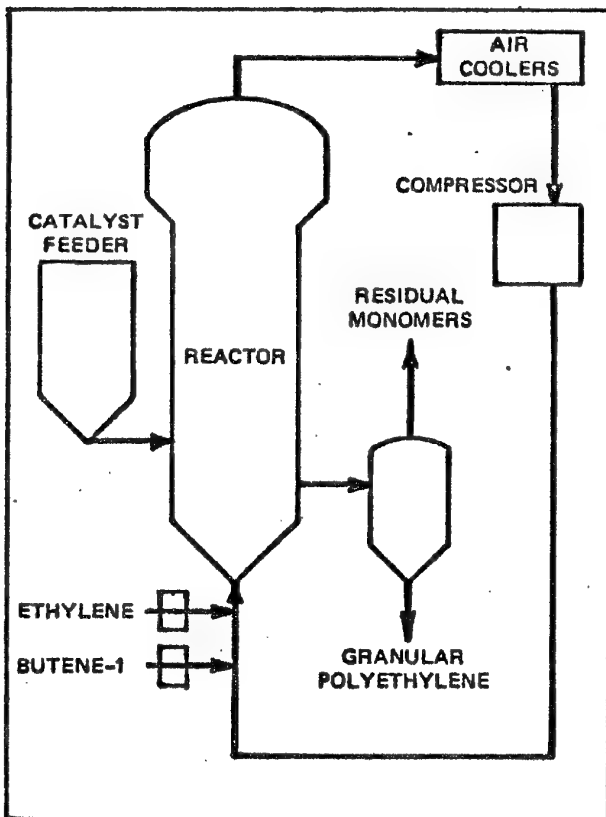 AIR
COOLERS
COMPRESSOR
CATALYST
FEEDER
RESIDUAL
MONOMERS
REACTOR
ETHYLENE
BUTENE-1
GRANULAR
POLYETHYLENE